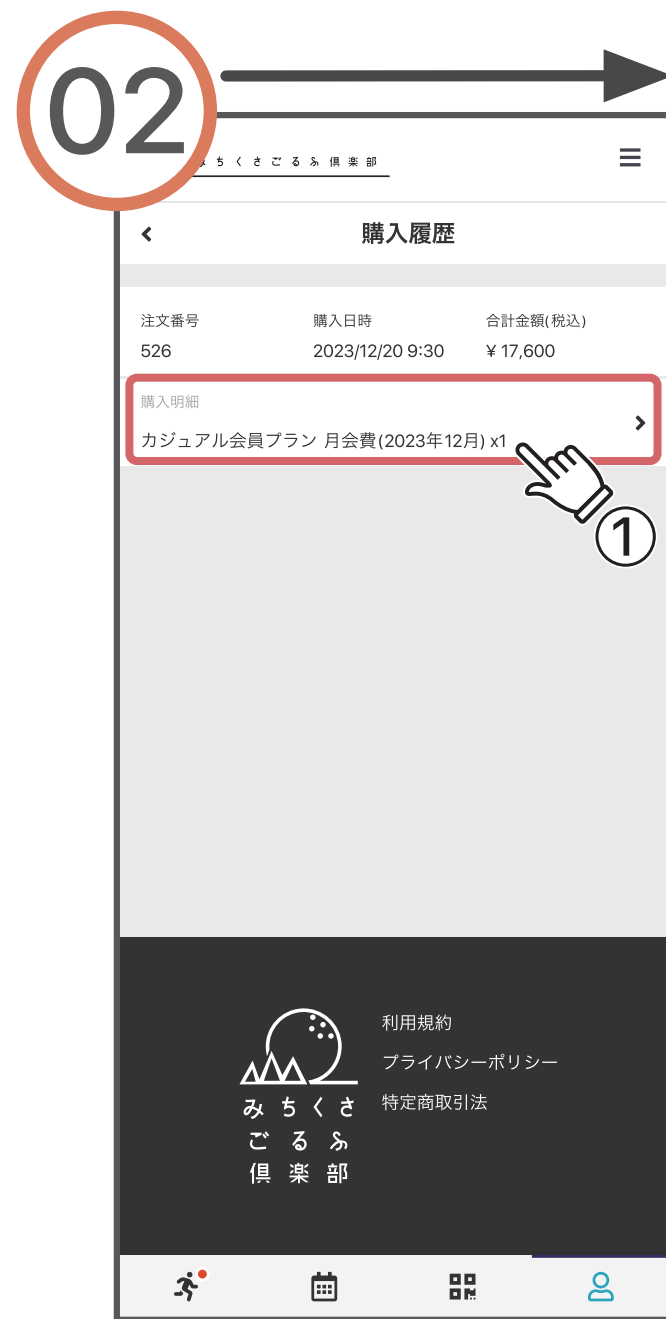 02
ちくさごるふ倶楽部
購入履歴
注文番号 購入日時 合計金額(税込)
526 2023/12/20 9:30 ¥ 17,600
購入明細
カジュアル会員プラン 月会費(2023年12月) x1
①
利用規約
プライバシーポリシー
特定商取引法
みちくさ
ごるふ
倶楽部